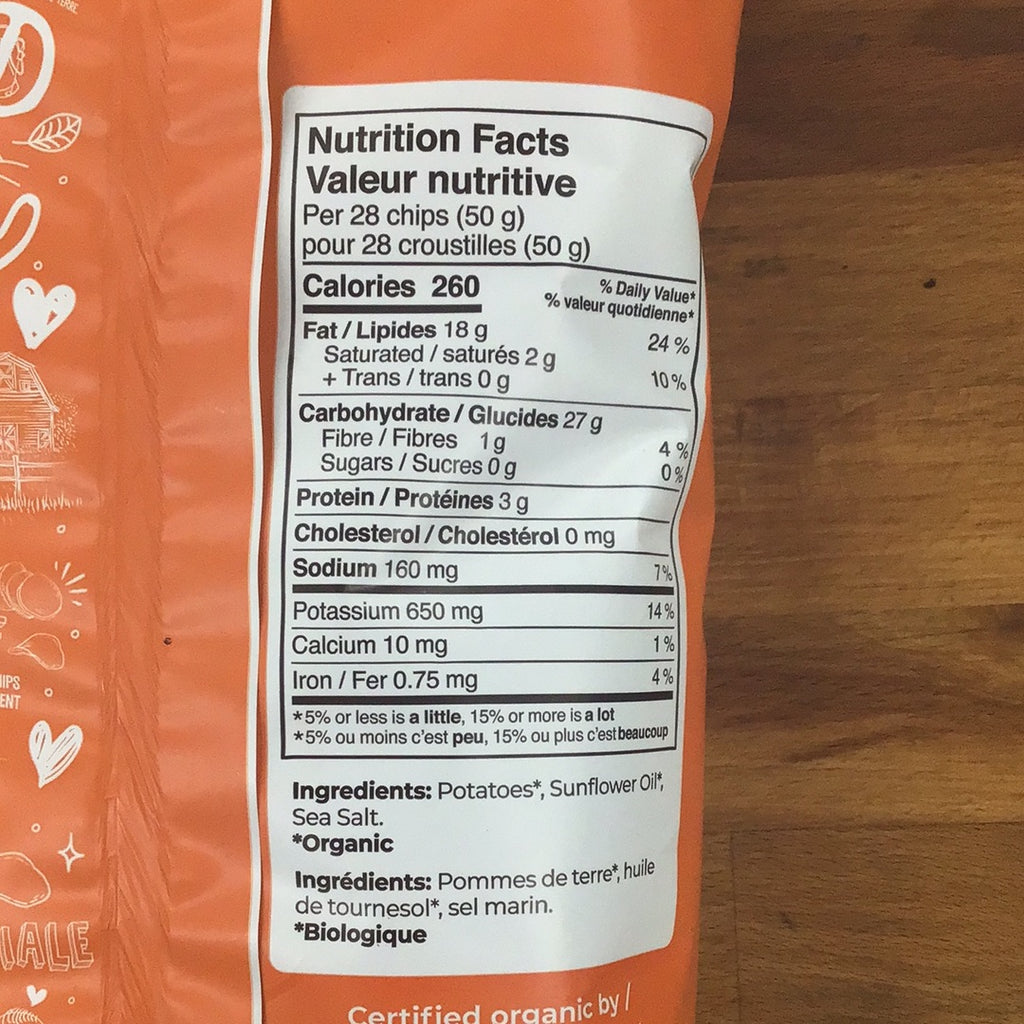 Nutrition Facts
Valeur nutritive
Per 28 chips (50 g)
pour 28 croustilles (50 g)
Calories 260
% Daily Value*
% valeur quotidienne*
Fat / Lipides 18 g 24 %
Saturated / saturés 2 g
+ Trans / trans 0 g 10 %
Carbohydrate / Glucides 27 g
Fibre / Fibres 1 g 4 %
Sugars / Sucres 0 g 0 %
Protein / Protéines 3 g
Cholesterol / Cholestérol 0 mg
Sodium 160 mg 7 %
Potassium 650 mg 14 %
Calcium 10 mg 1 %
Iron / Fer 0.75 mg 4 %
*5% or less is a little, 15% or more is a lot
*5% ou moins c'est peu, 15% ou plus c'est beaucoup
Ingredients: Potatoes*, Sunflower Oil*,
Sea Salt.
*Organic
Ingrédients: Pommes de terre*, huile
de tournesol*, sel marin.
*Biologique
Certified organic by /